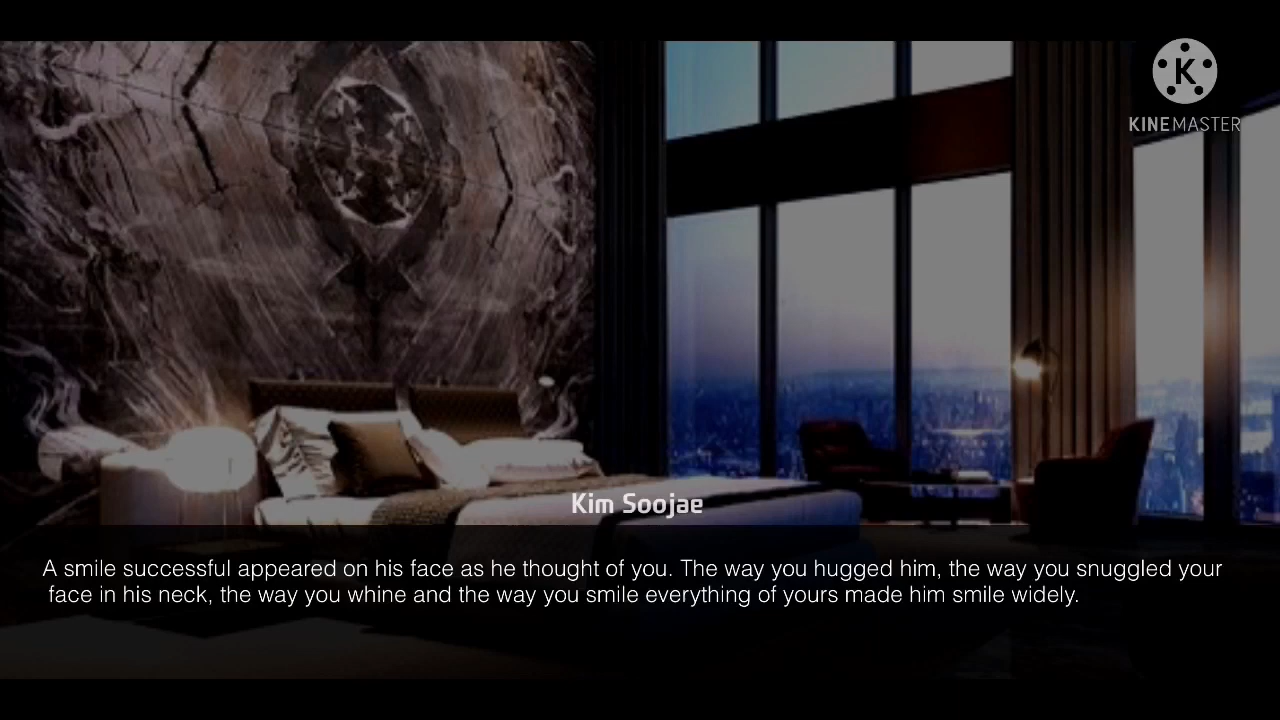 KINEMASTER
Kim Soojae
A smile successful appeared on his face as he thought of you. The way you hugged him, the way you snuggled your
face in his neck, the way you whine and the way you smile everything of yours made him smile widely.